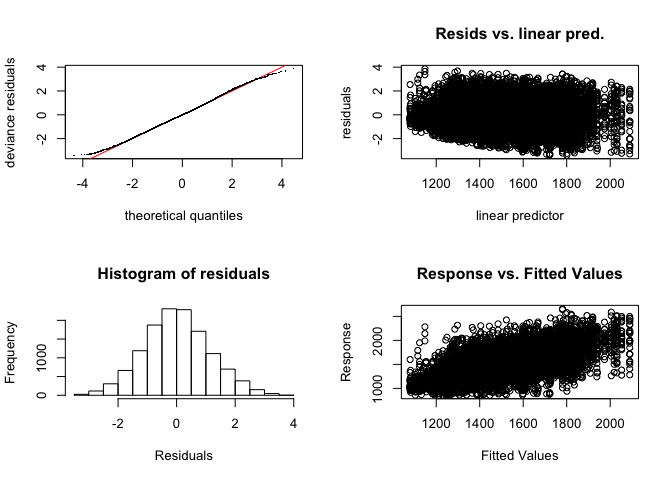 deviance residuals
-2 0 2 4
-4 -2 0 2 4
theoretical quantiles
Resids vs. linear pred.
residuals
-2 0 2 4
1200 1400 1600 1800 2000
linear predictor
Histogram of residuals
Frequency
0 1000
-2 0 2 4
Residuals
Response vs. Fitted Values
Response
1000 2000
1200 1400 1600 1800 2000
Fitted Values